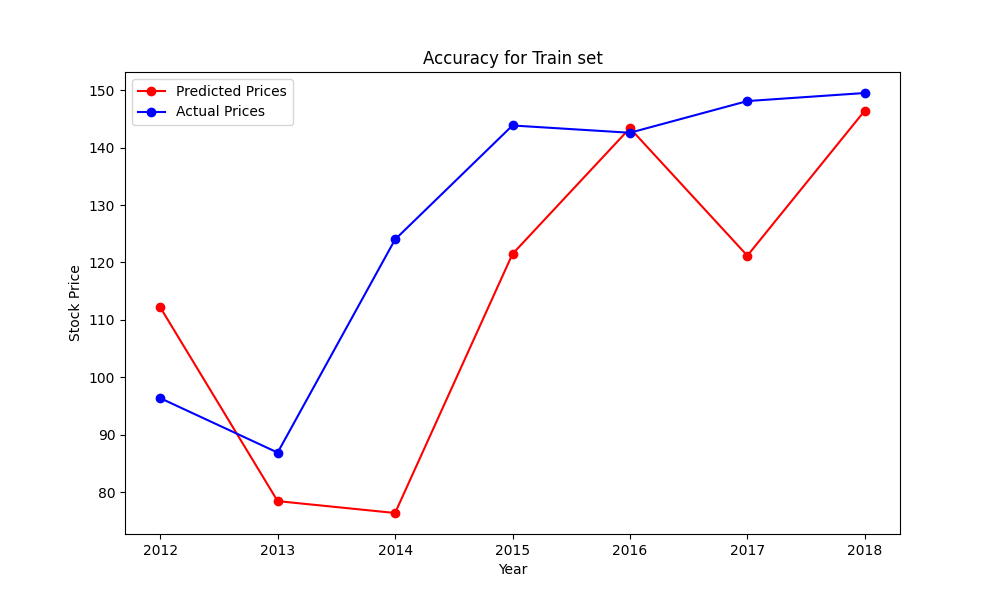 Accuracy for Train set
Predicted Prices
Actual Prices
150
140
130
120
110
100
90
80
Stock Price
2012 2013 2014 2015 2016 2017 2018
Year